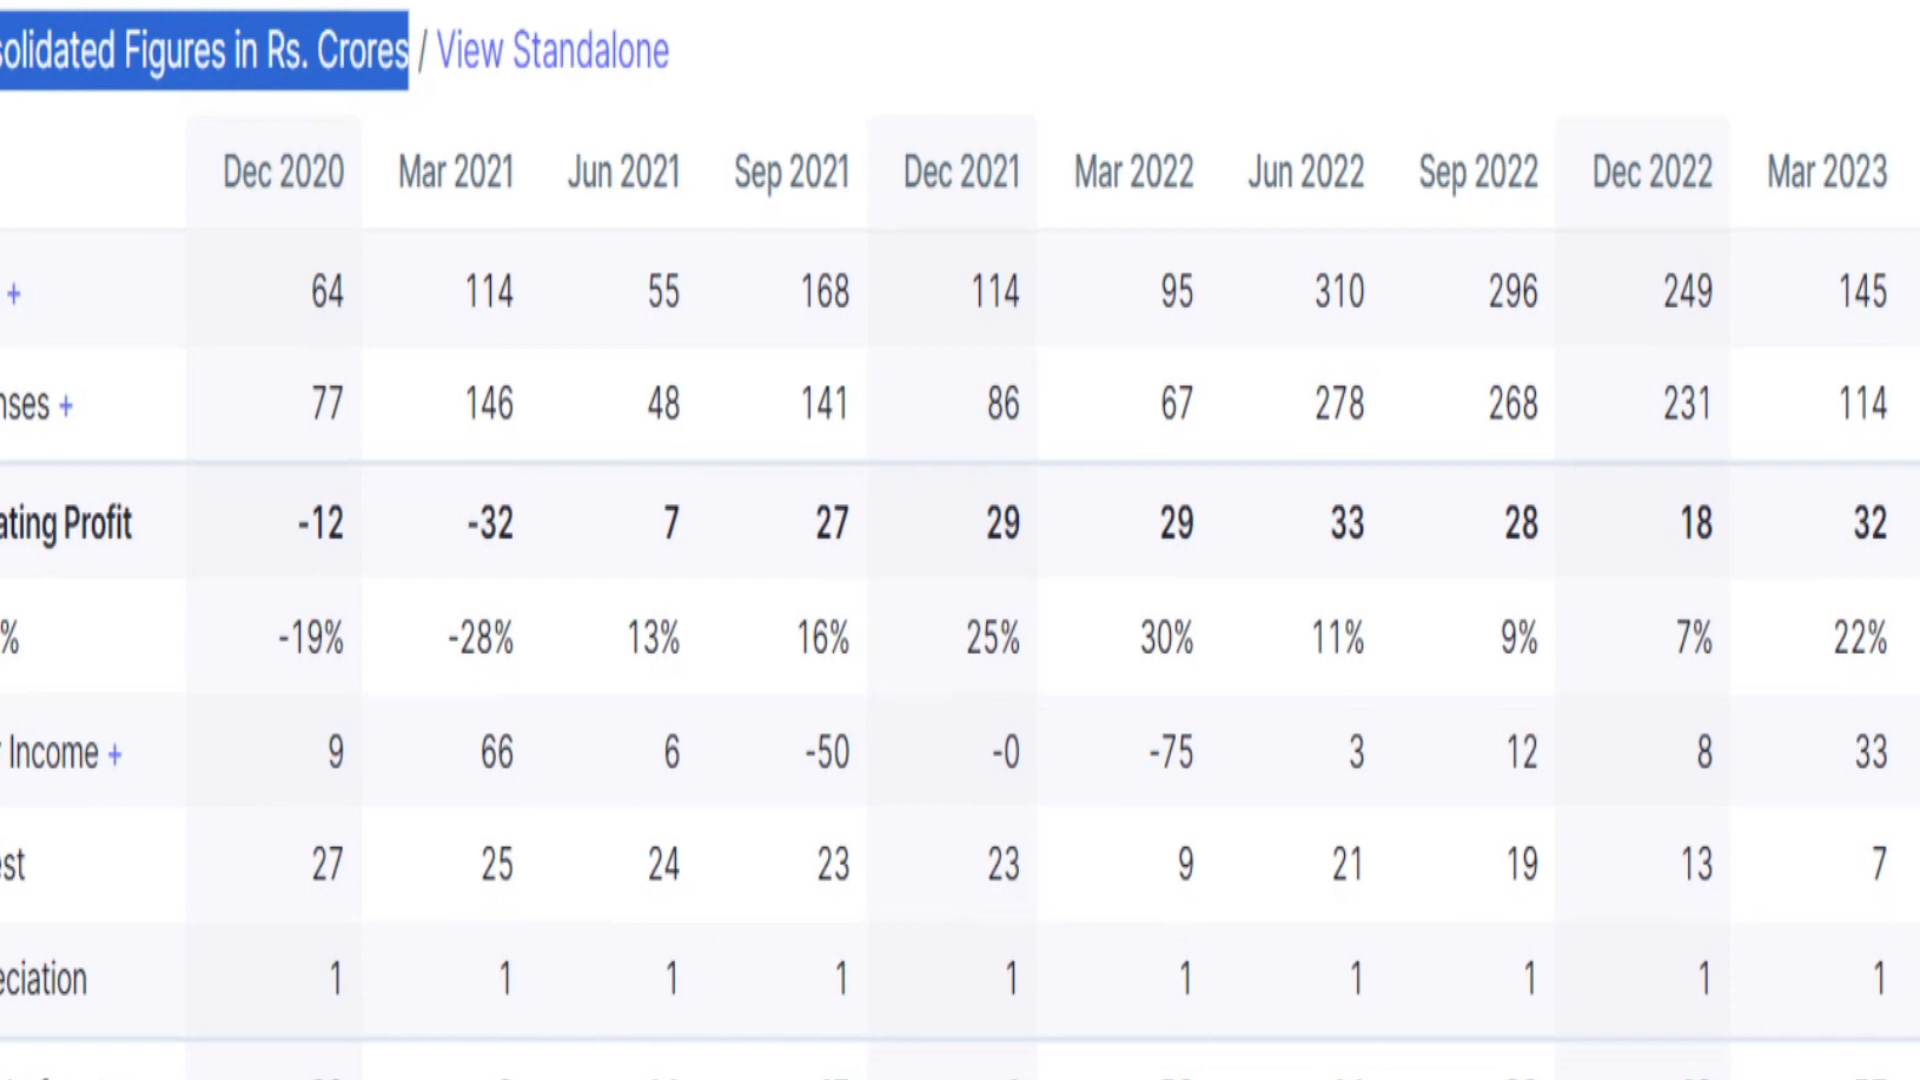 solidated Figures in Rs. Crores / View Standalone
Dec 2020 Mar 2021 Jun 2021 Sep 2021 Dec 2021 Mar 2022 Jun 2022 Sep 2022 Dec 2022 Mar 2023
+ 64 114 55 168 114 95 310 296 249 145
nses + 77 146 48 141 86 67 278 268 231 114
ating Profit -12 -32 7 27 29 29 33 28 18 32
% -19% -28% 13% 16% 25% 30% 11% 9% 7% 22%
Income + 9 66 6 -50 -0 -75 3 12 8 33
est 27 25 24 23 23 9 21 19 13 7
eciation 1 1 1 1 1 1 1 1 1 1